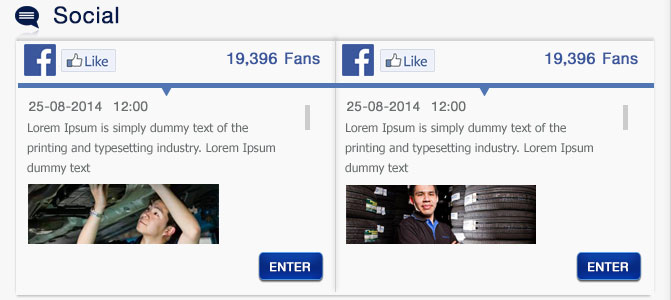 Social
Like
19,396 Fans
25-08-2014 12:00
Lorem Ipsum is simply dummy text of the
printing and typesetting industry. Lorem Ipsum
dummy text
ENTER
Like
19,396 Fans
25-08-2014 12:00
Lorem Ipsum is simply dummy text of the
printing and typesetting industry. Lorem Ipsum
dummy text
ENTER